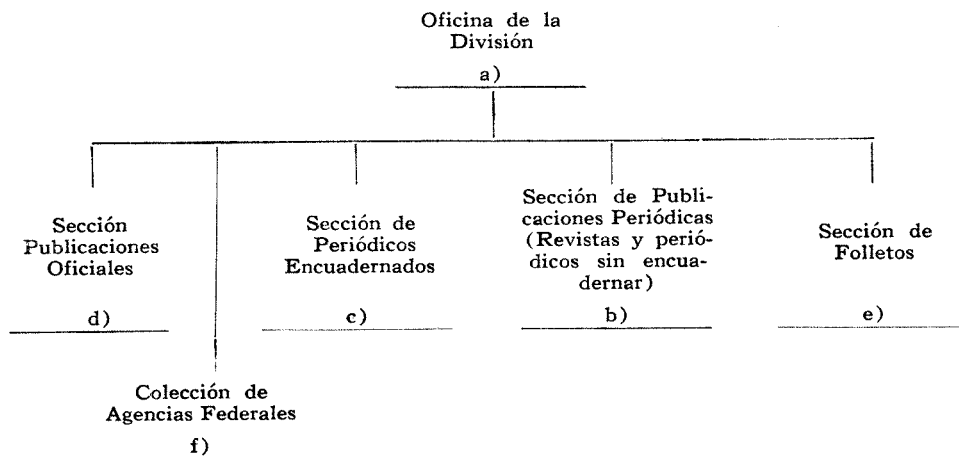 Oficina de la
División
a)
Sección
Publicaciones
Oficiales
d)
Sección de
Periódicos
Encuadernados
c)
Sección de Publi-
caciones Periódicas
(Revistas y perió-
dicos sin encua-
dernar)
b)
Sección de
Folletos
e)
Colección de
Agencias Federales
f)